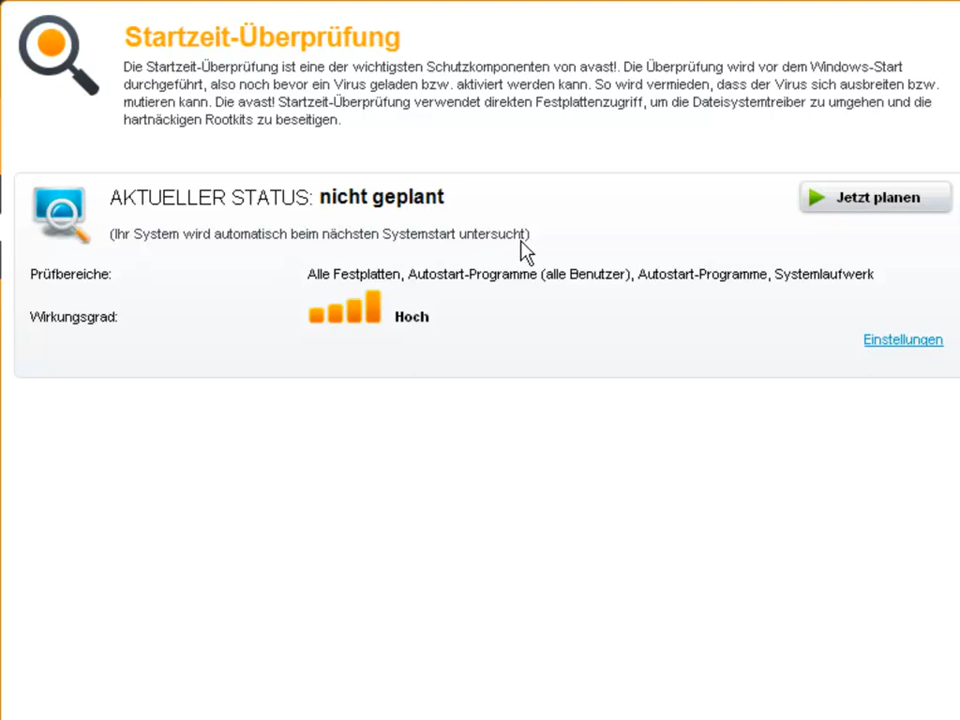 Startzeit-Überprüfung
Die Startzeit-Überprüfung ist eine der wichtigsten Schutzkomponenten von avast!. Die Überprüfung wird vor dem Windows-Start
durchgeführt, also noch bevor ein Virus geladen bzw. aktiviert werden kann. So wird vermieden, dass der Virus sich ausbreiten bzw.
mutieren kann. Die avast! Startzeit-Überprüfung verwendet direkten Festplattenzugriff, um die Dateisystemtreiber zu umgehen und die
hartnäckigen Rootkits zu beseitigen.
AKTUELLER STATUS: nicht geplant
Jetzt planen
(Ihr System wird automatisch beim nächsten Systemstart untersucht)
Prüfbereiche: Alle Festplatten, Autostart-Programme (alle Benutzer), Autostart-Programme, Systemlaufwerk
Wirkungsgrad: Hoch
Einstellungen